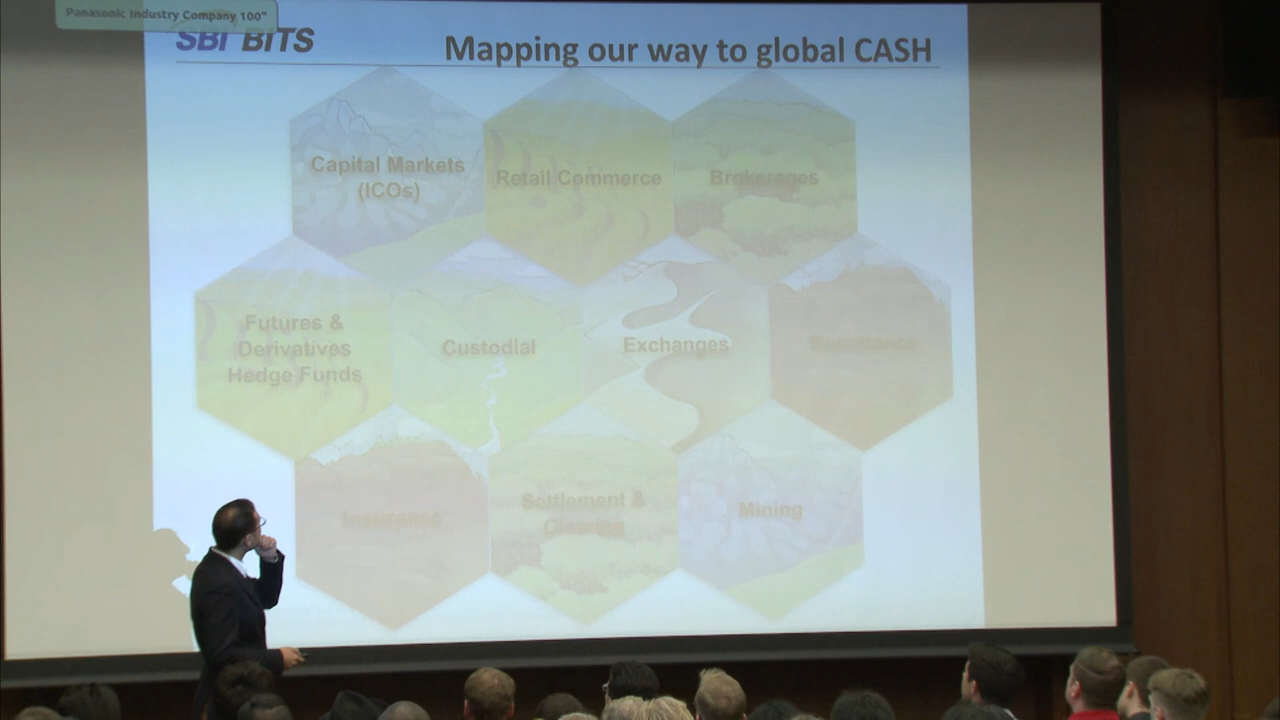 Panasonic Industry Company 100"
SBI BITS
Mapping our way to global CASH
Capital Markets
(ICOs)
Retail Commerce
Brokerages
Futures &
Derivatives
Hedge Funds
Custodial
Exchanges
Remittance
Insurance
Settlement &
Clearing
Mining